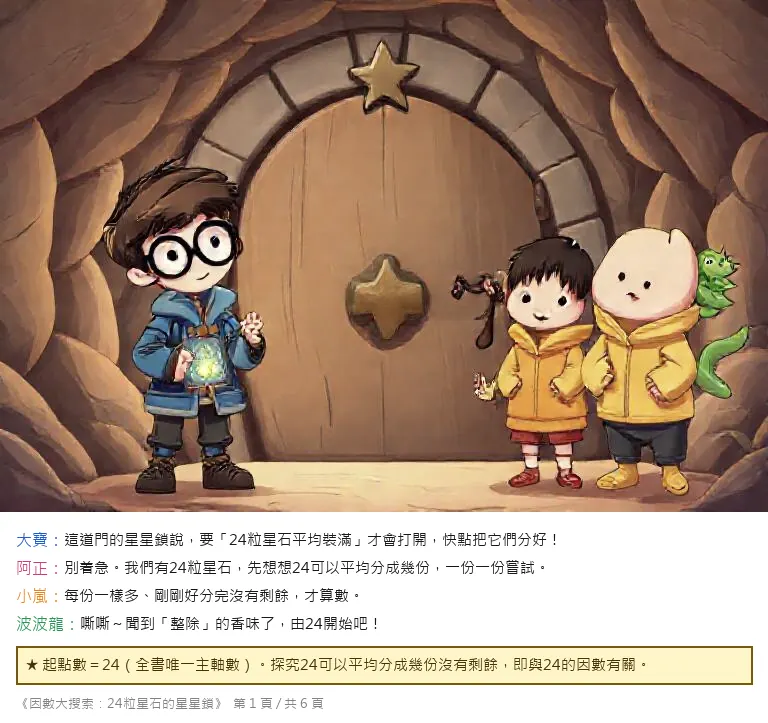 大寶：這道門的星星鎖說，要「24粒星石平均裝滿」才會打開，快點把它們分好！
阿正：別着急。我們有24粒星石，先想想24可以平均分成幾份，一份一份嘗試。
小嵐：每份一樣多、剛剛好分完沒有剩餘，才算數。
波波龍：嘶嘶～聞到「整除」的香味了，由24開始吧！
★ 起點數＝24（全書唯一主軸數）。探究24可以平均分成幾份沒有剩餘，即與24的因數有關。
《因數大搜索：24粒星石的星星鎖》 第 1 頁 / 共 6 頁